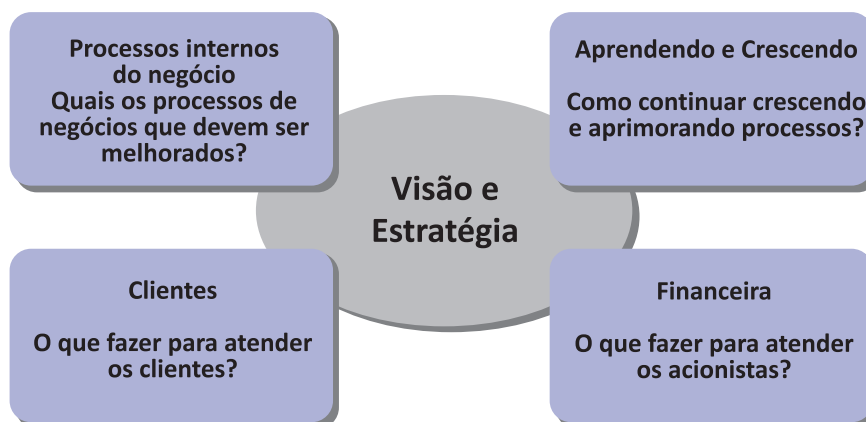 Processos internos
do negócio
Quais os processos de
negócios que devem ser
melhorados?
Aprendendo e Crescendo
Como continuar crescendo
e aprimorando processos?
Visão e
Estratégia
Clientes
O que fazer para atender
os clientes?
Financeira
O que fazer para atender
os acionistas?